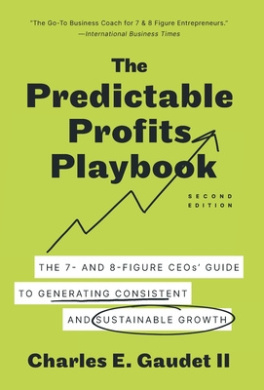 "The Go-To Business Coach for 7 & 8 Figure Entrepreneurs."
—International Business Times
The
Predictable
Profits
Playbook
SECOND
EDITION
THE 7- AND 8-FIGURE CEOs' GUIDE
TO GENERATING CONSISTENT
AND SUSTAINABLE GROWTH
Charles E. Gaudet II